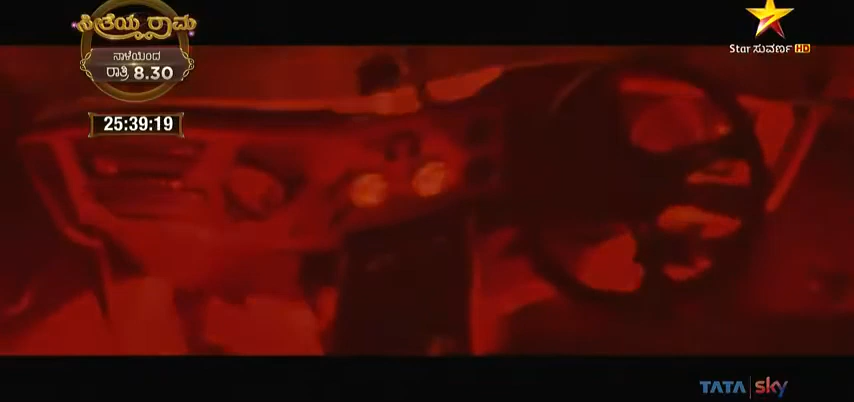 ಸೀತೆಯ ರಾಮ
ನಾಳೆಯಿಂದ
ರಾತ್ರಿ 8.30
25:39:19
Star ಸುವರ್ಣ HD
TATA sky